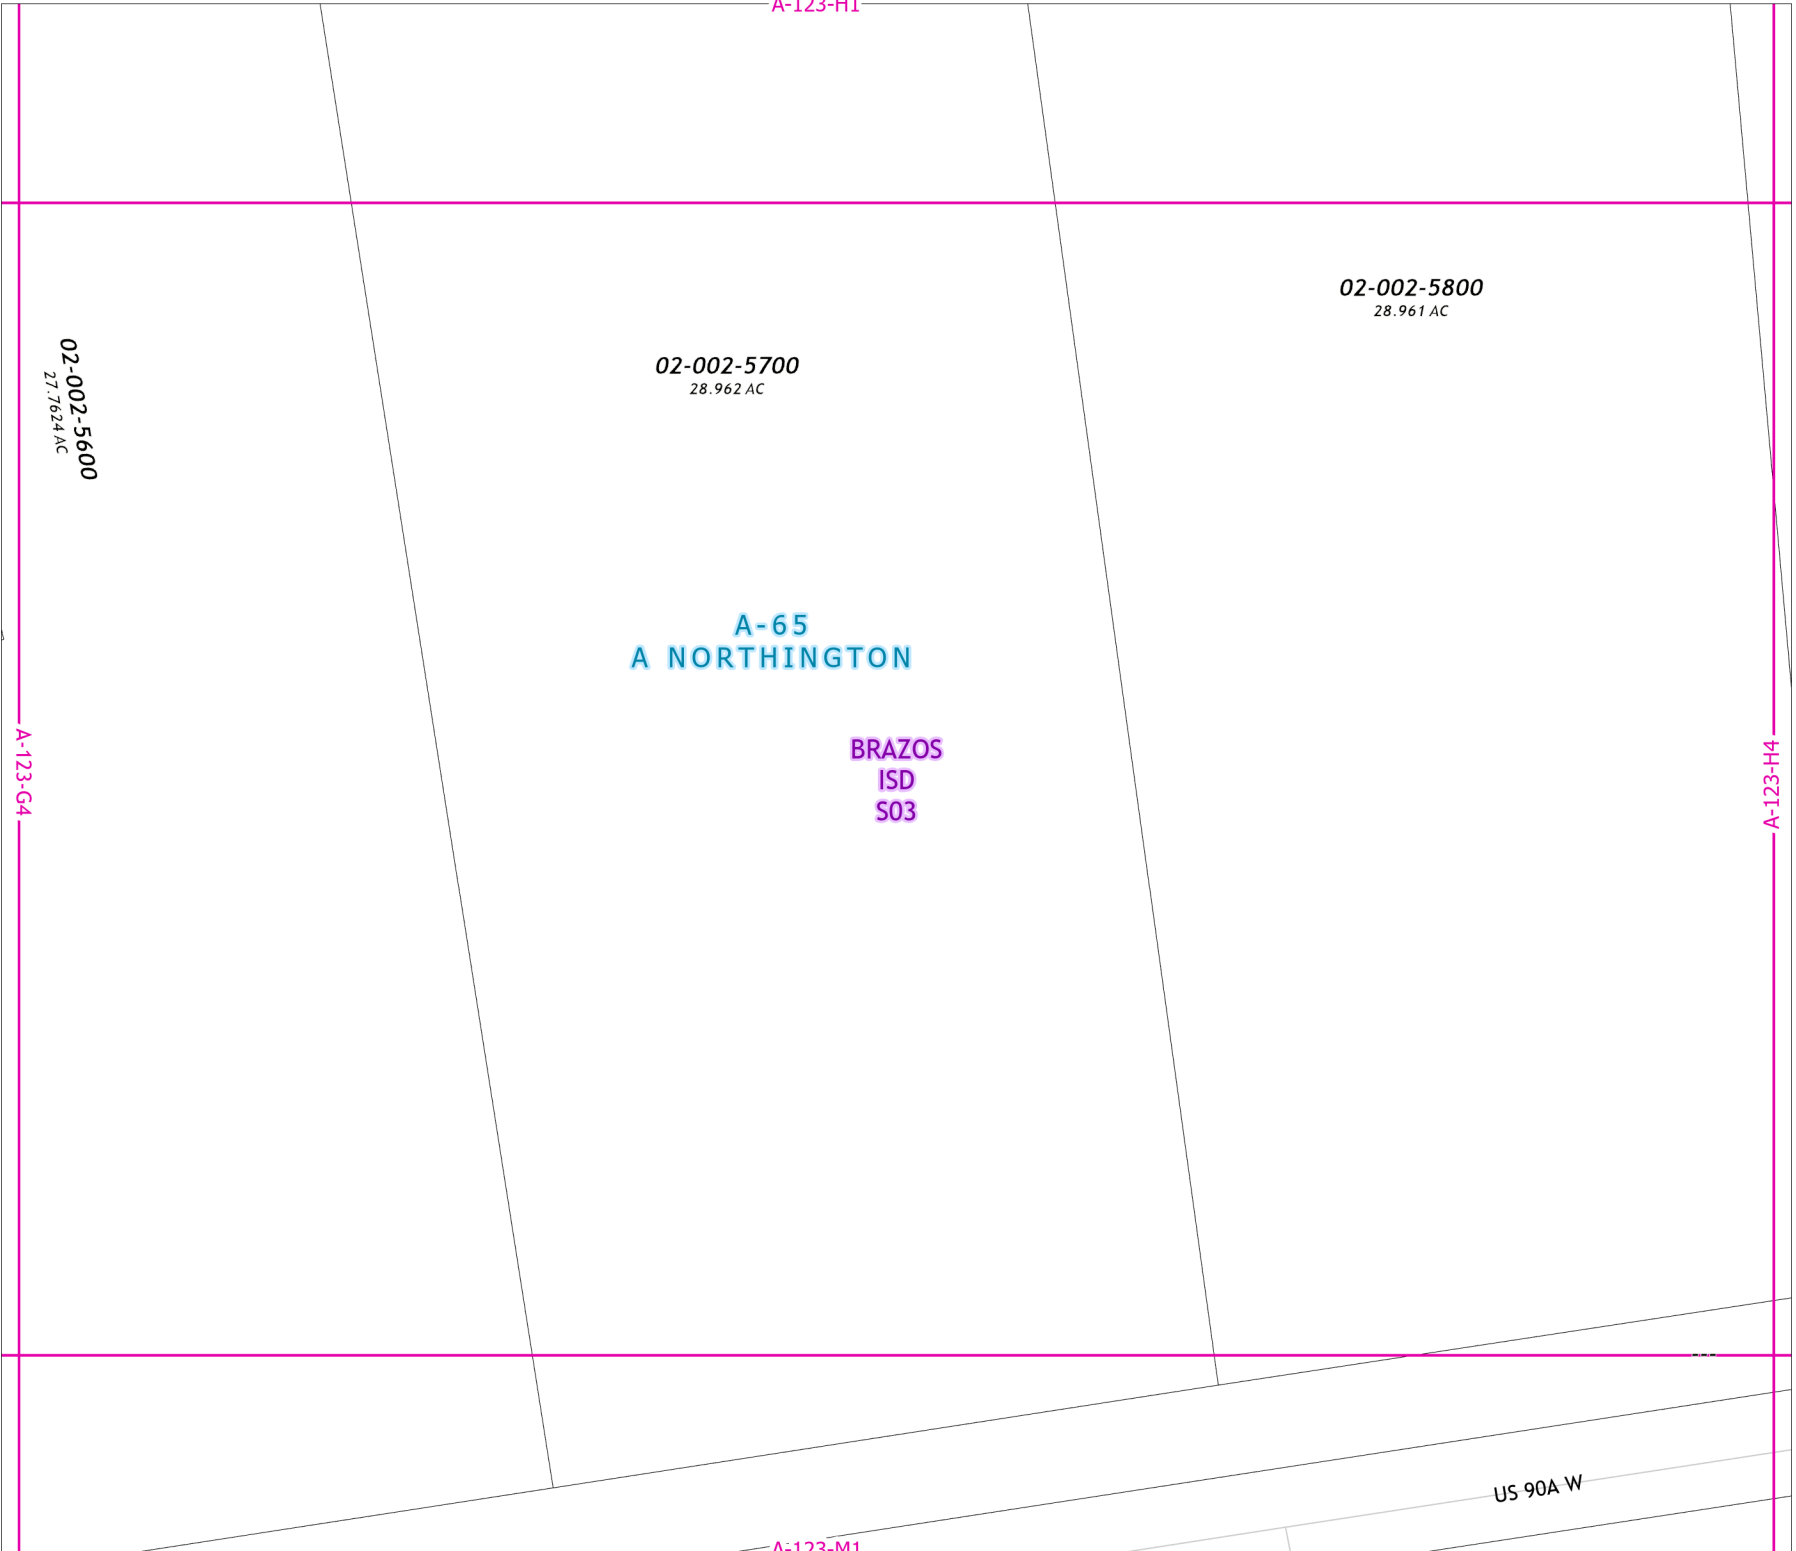 A-123-H1
02-002-5800
28.961 AC
02-002-5700
28.962 AC
02-002-5600
27.7624 AC
A-65
A NORTHINGTON
BRAZOS
ISD
S03
A-123-G4
A-123-H4
US 90A W
A-123-M1